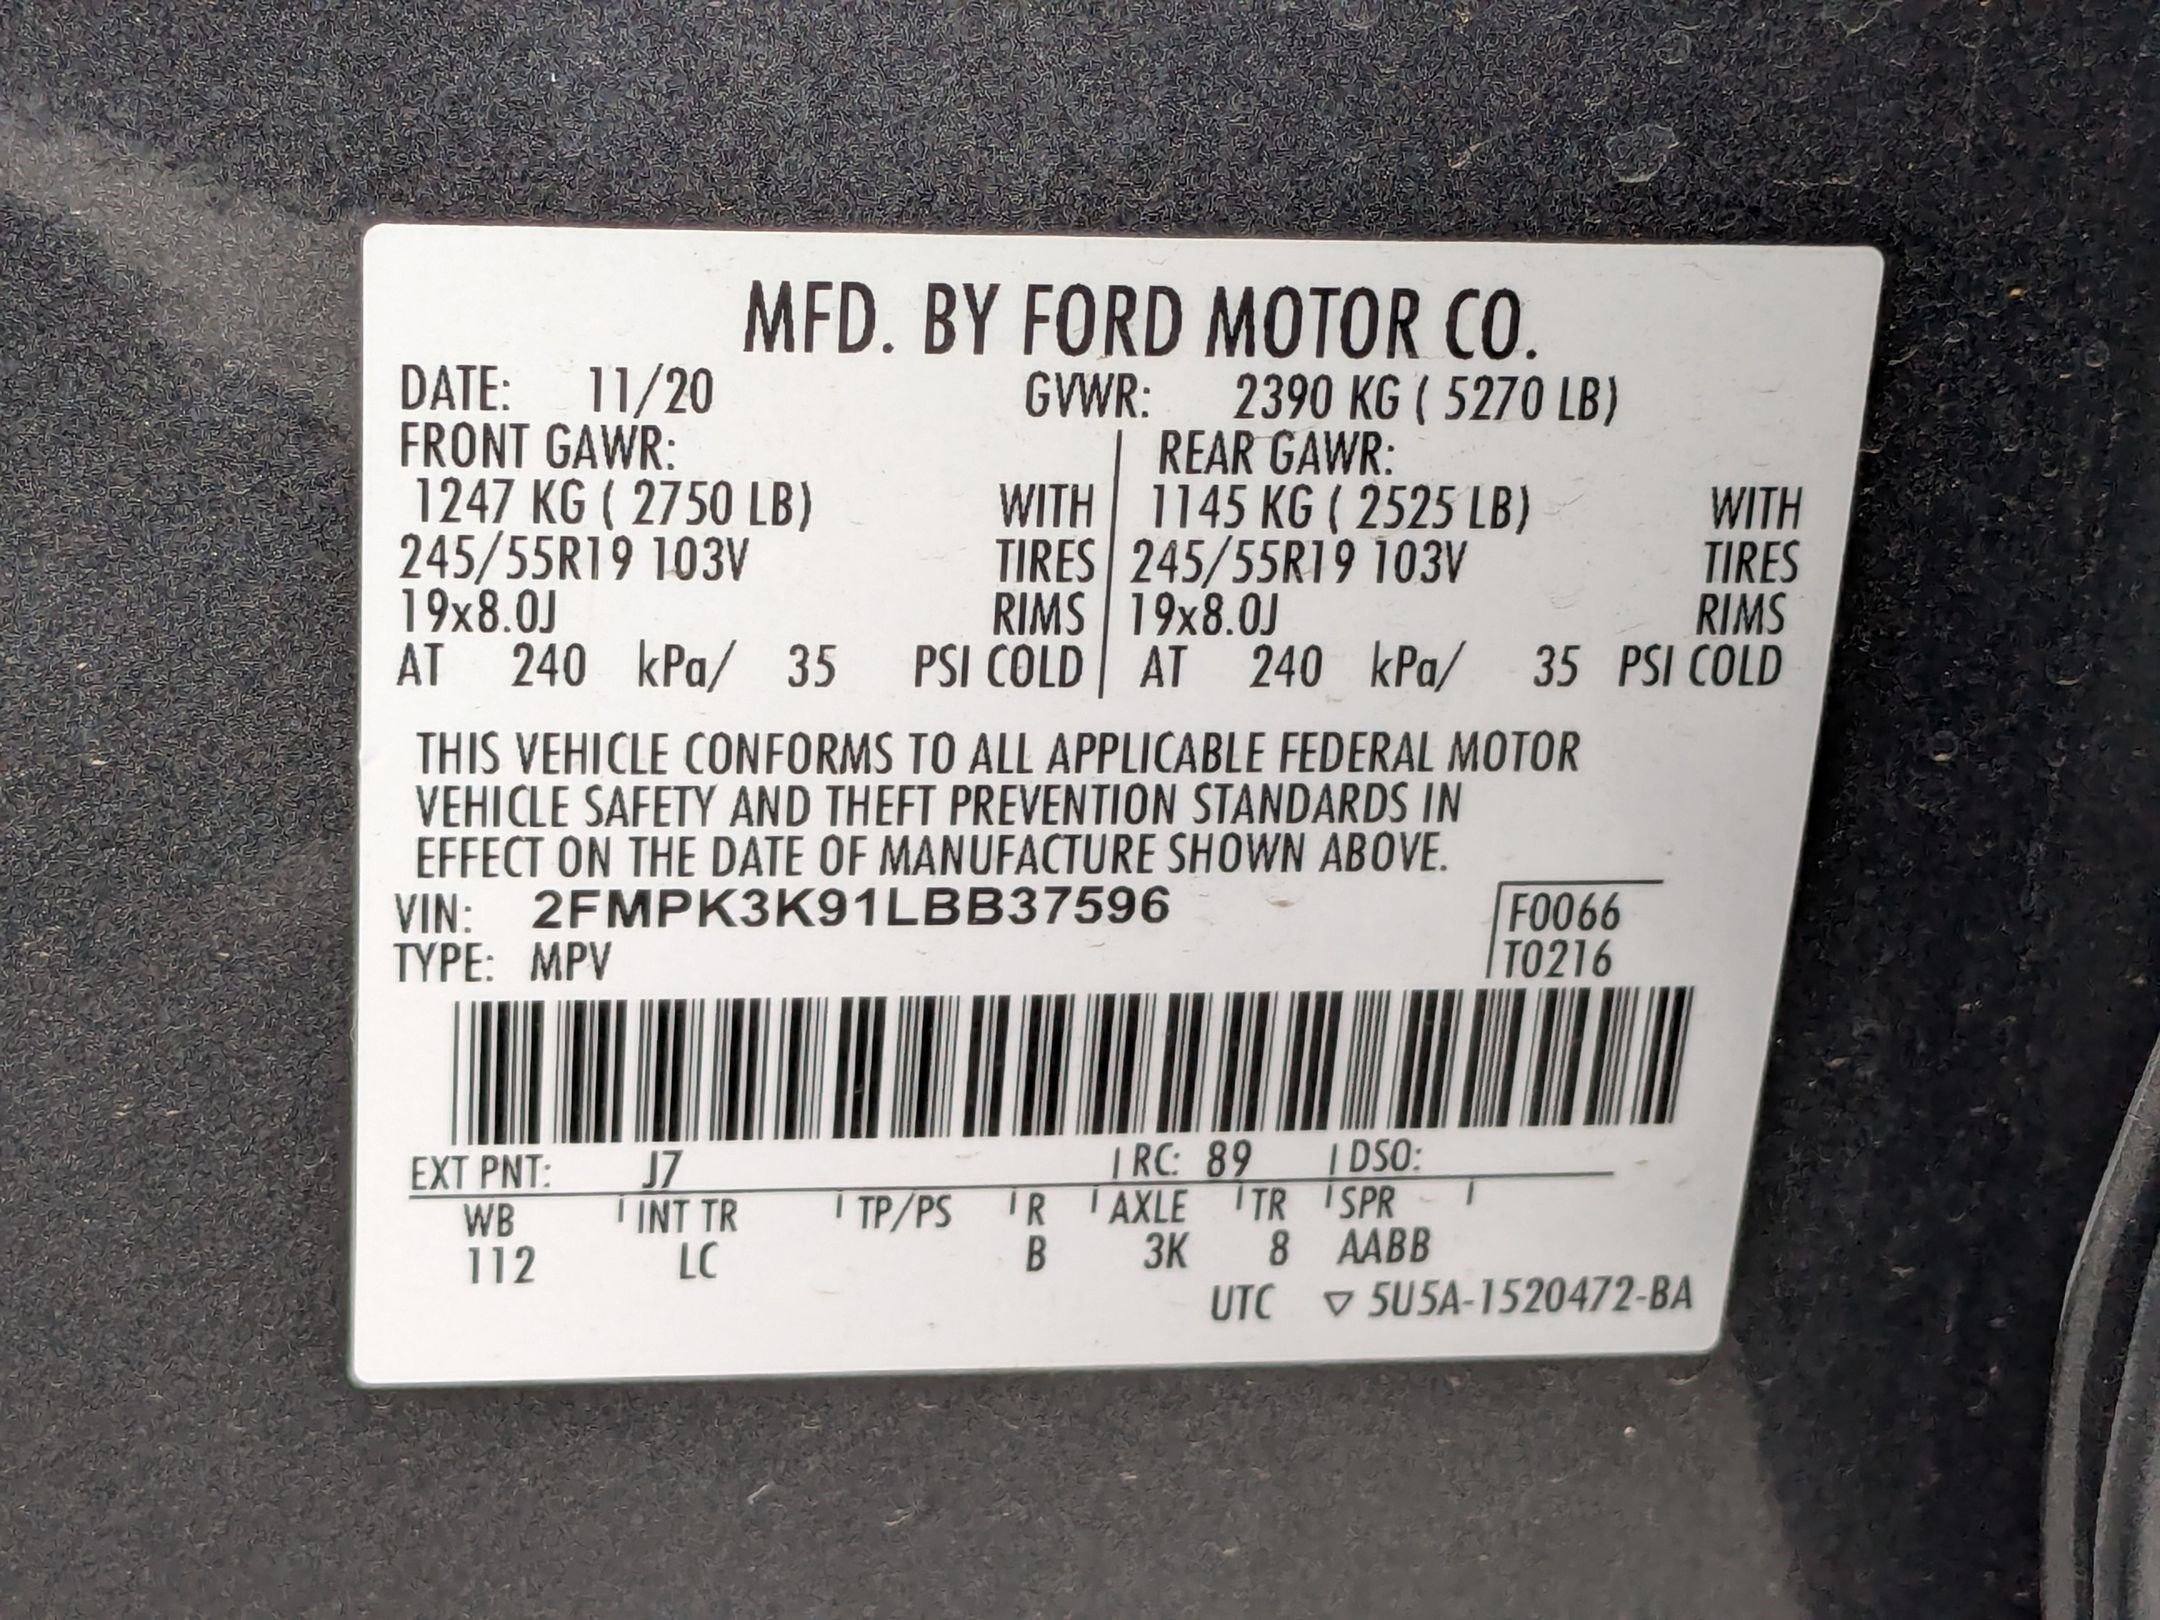 MFD. BY FORD MOTOR CO.
DATE: 11/20 GVWR: 2390 KG ( 5270 LB)
FRONT GAWR: REAR GAWR:
1247 KG ( 2750 LB) WITH 1145 KG ( 2525 LB) WITH
245/55R19 103V TIRES 245/55R19 103V TIRES
19x8.0J RIMS 19x8.0J RIMS
AT 240 kPa/ 35 PSI COLD AT 240 kPa/ 35 PSI COLD
THIS VEHICLE CONFORMS TO ALL APPLICABLE FEDERAL MOTOR
VEHICLE SAFETY AND THEFT PREVENTION STANDARDS IN
EFFECT ON THE DATE OF MANUFACTURE SHOWN ABOVE.
VIN: 2FMPK3K91LBB37596 F0066
TYPE: MPV T0216
EXT PNT: J7 RC: 89 DSO:
WB INT TR TP/PS R AXLE TR SPR
112 LC B 3K 8 AABB
UTC ▽ 5U5A-1520472-BA